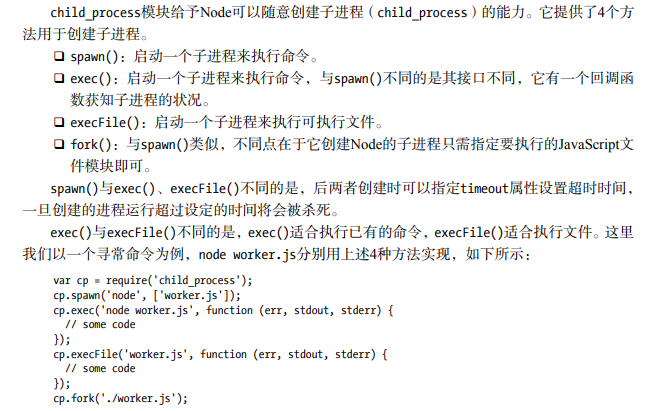 child_process模块给予Node可以随意创建子进程（child_process）的能力。它提供了4个方
法用于创建子进程。
❑ spawn()：启动一个子进程来执行命令。
❑ exec()：启动一个子进程来执行命令，与spawn()不同的是其接口不同，它有一个回调函
数获知子进程的状况。
❑ execFile()：启动一个子进程来执行可执行文件。
❑ fork()：与spawn()类似，不同点在于它创建Node的子进程只需指定要执行的JavaScript文
件模块即可。
spawn()与exec()、execFile()不同的是，后两者创建时可以指定timeout属性设置超时时间，
一旦创建的进程运行超过设定的时间将会被杀死。
exec()与execFile()不同的是，exec()适合执行已有的命令，execFile()适合执行文件。这里
我们以一个寻常命令为例，node worker.js分别用上述4种方法实现，如下所示：
var cp = require('child_process');
cp.spawn('node', ['worker.js']);
cp.exec('node worker.js', function (err, stdout, stderr) {
// some code
});
cp.execFile('worker.js', function (err, stdout, stderr) {
// some code
});
cp.fork('./worker.js');